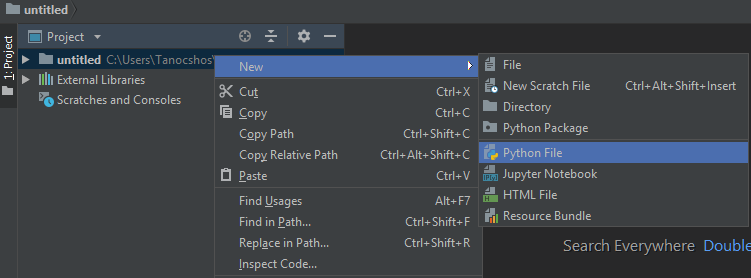 untitled
1: Project
Project
untitled C:\Users\Tanocshos\
External Libraries
Scratches and Consoles
New
Cut Ctrl+X
Copy Ctrl+C
Copy Path Ctrl+Shift+C
Copy Relative Path Ctrl+Alt+Shift+C
Paste Ctrl+V
Find Usages Alt+F7
Find in Path... Ctrl+Shift+F
Replace in Path... Ctrl+Shift+R
Inspect Code...
File
New Scratch File Ctrl+Alt+Shift+Insert
Directory
Python Package
Python File
Jupyter Notebook
HTML File
Resource Bundle
Search Everywhere Double